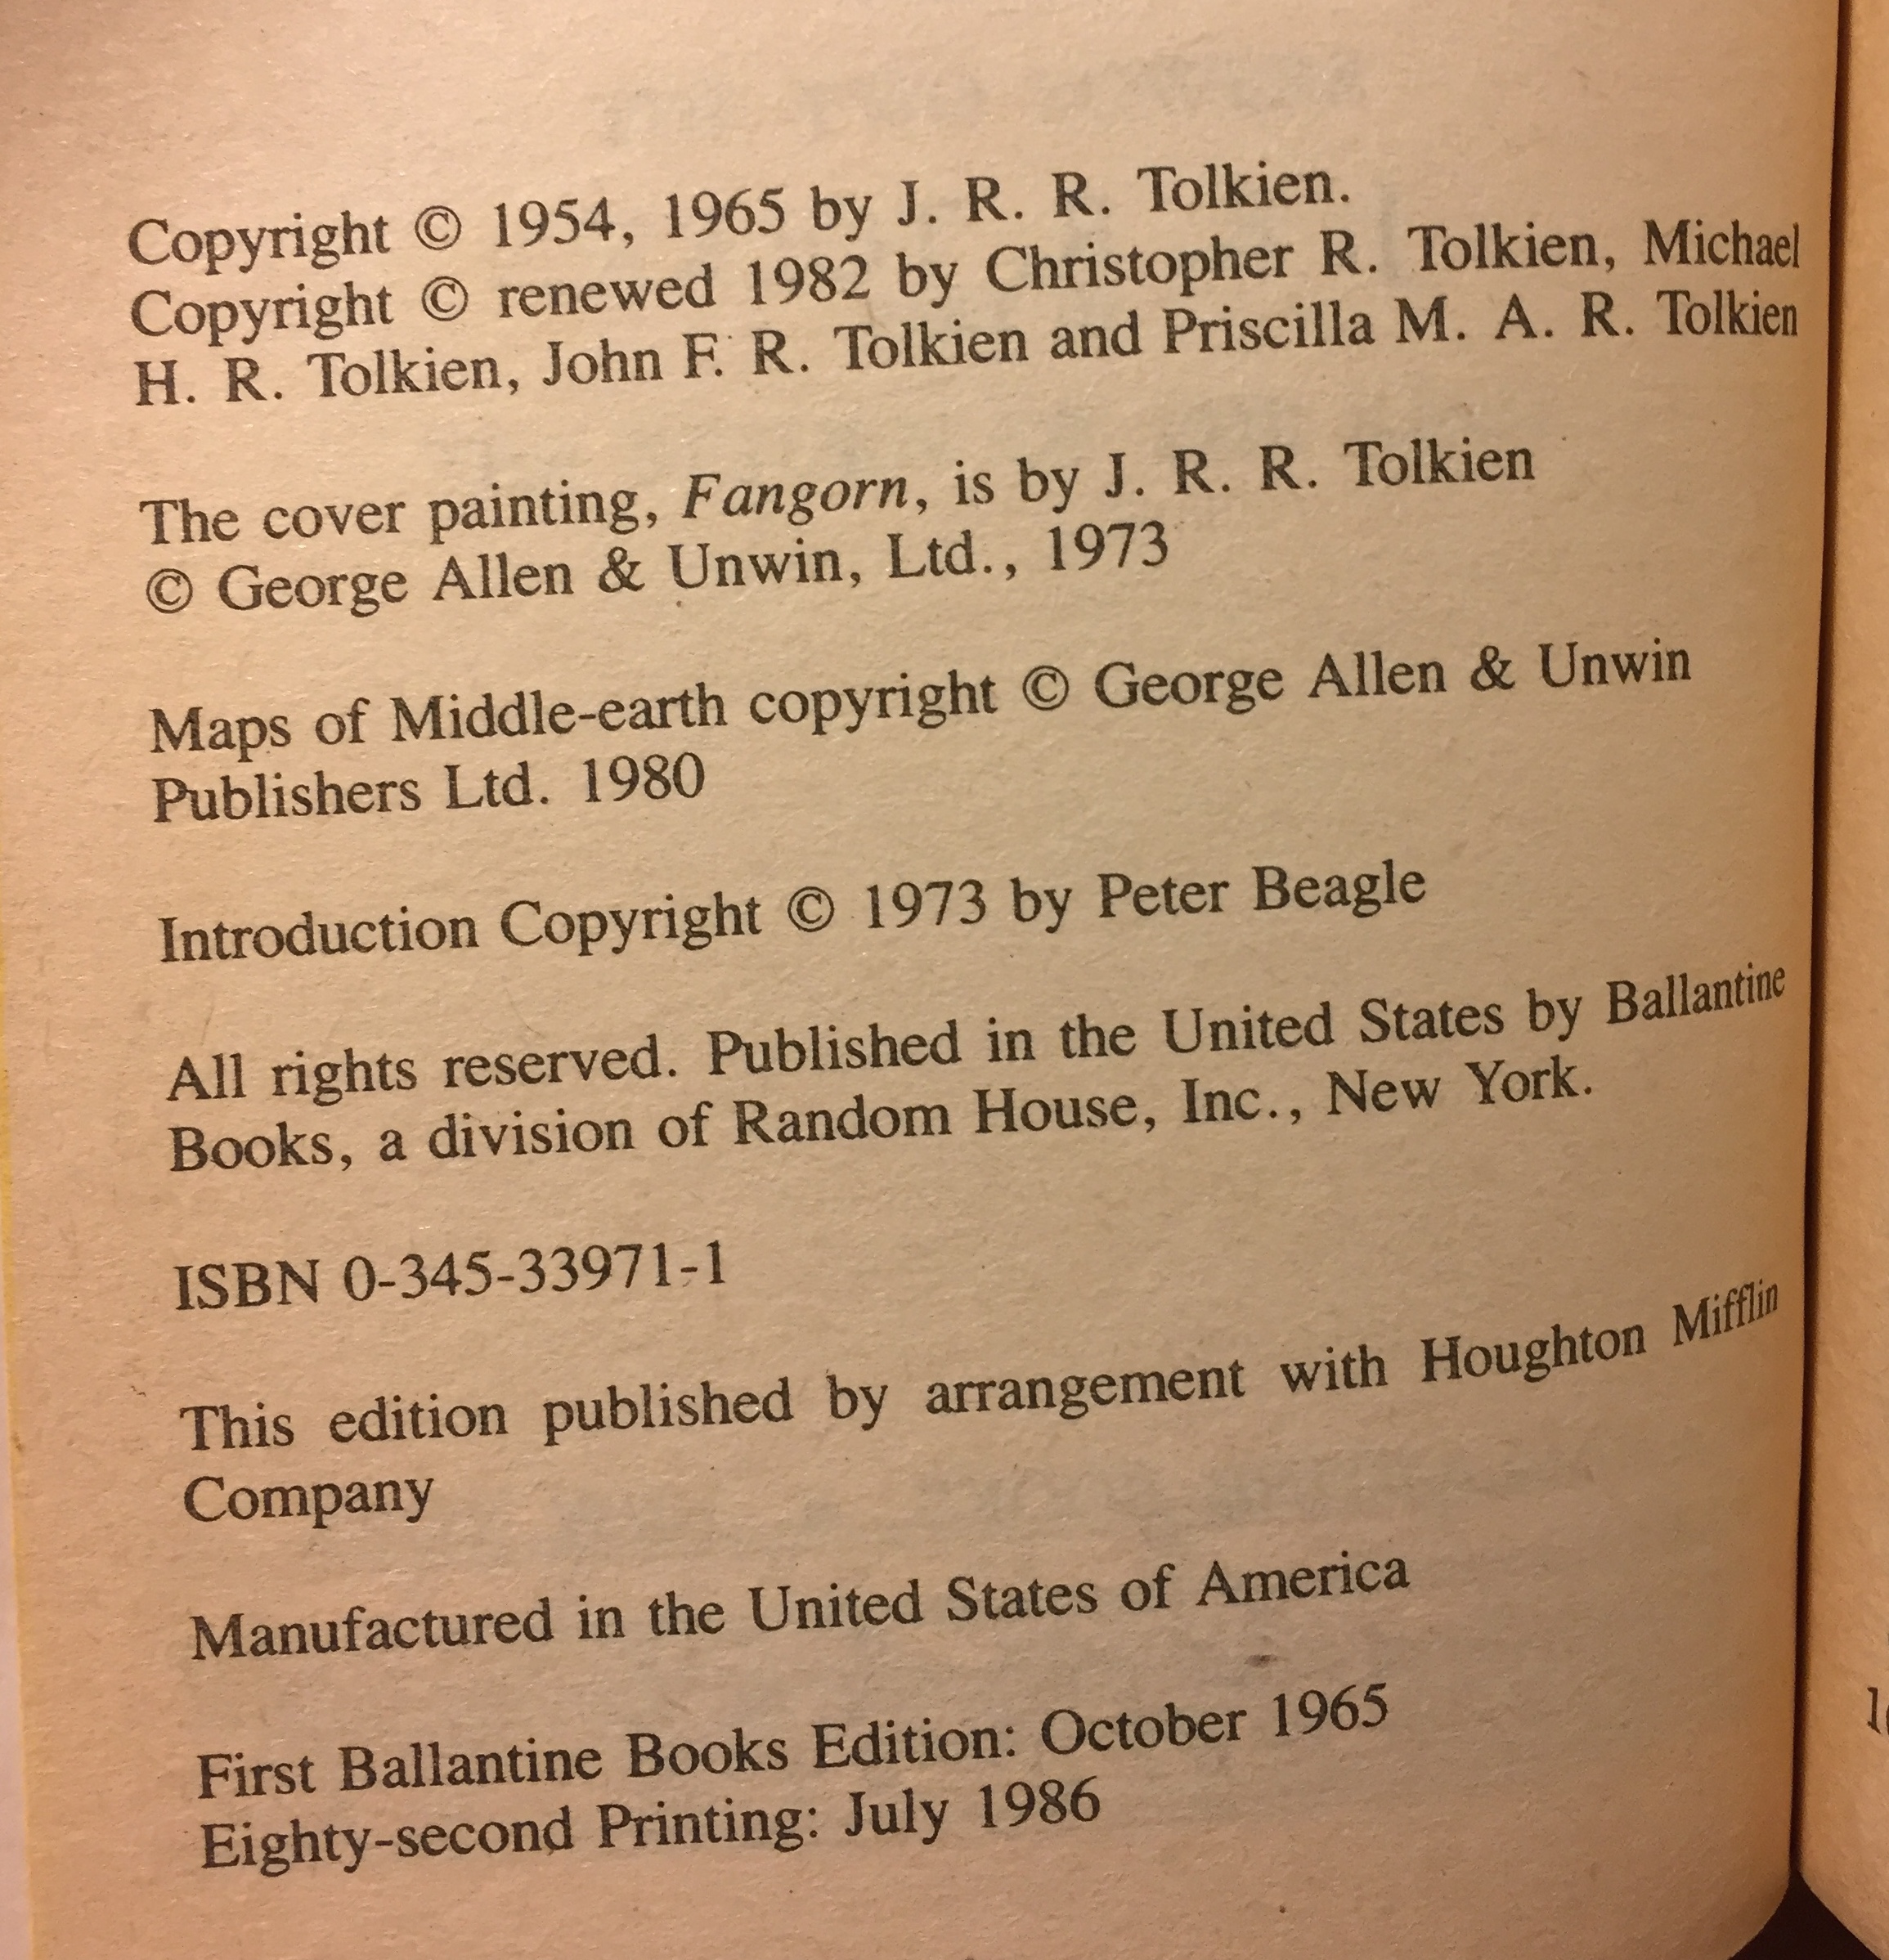 Copyright © 1954, 1965 by J. R. R. Tolkien.
Copyright © renewed 1982 by Christopher R. Tolkien, Michael
H. R. Tolkien, John F. R. Tolkien and Priscilla M. A. R. Tolkien
The cover painting, Fangorn, is by J. R. R. Tolkien
© George Allen & Unwin, Ltd., 1973
Maps of Middle-earth copyright © George Allen & Unwin
Publishers Ltd. 1980
Introduction Copyright © 1973 by Peter Beagle
All rights reserved. Published in the United States by Ballantine
Books, a division of Random House, Inc., New York.
ISBN 0-345-33971-1
This edition published by arrangement with Houghton Mifflin
Company
Manufactured in the United States of America
First Ballantine Books Edition: October 1965
Eighty-second Printing: July 1986